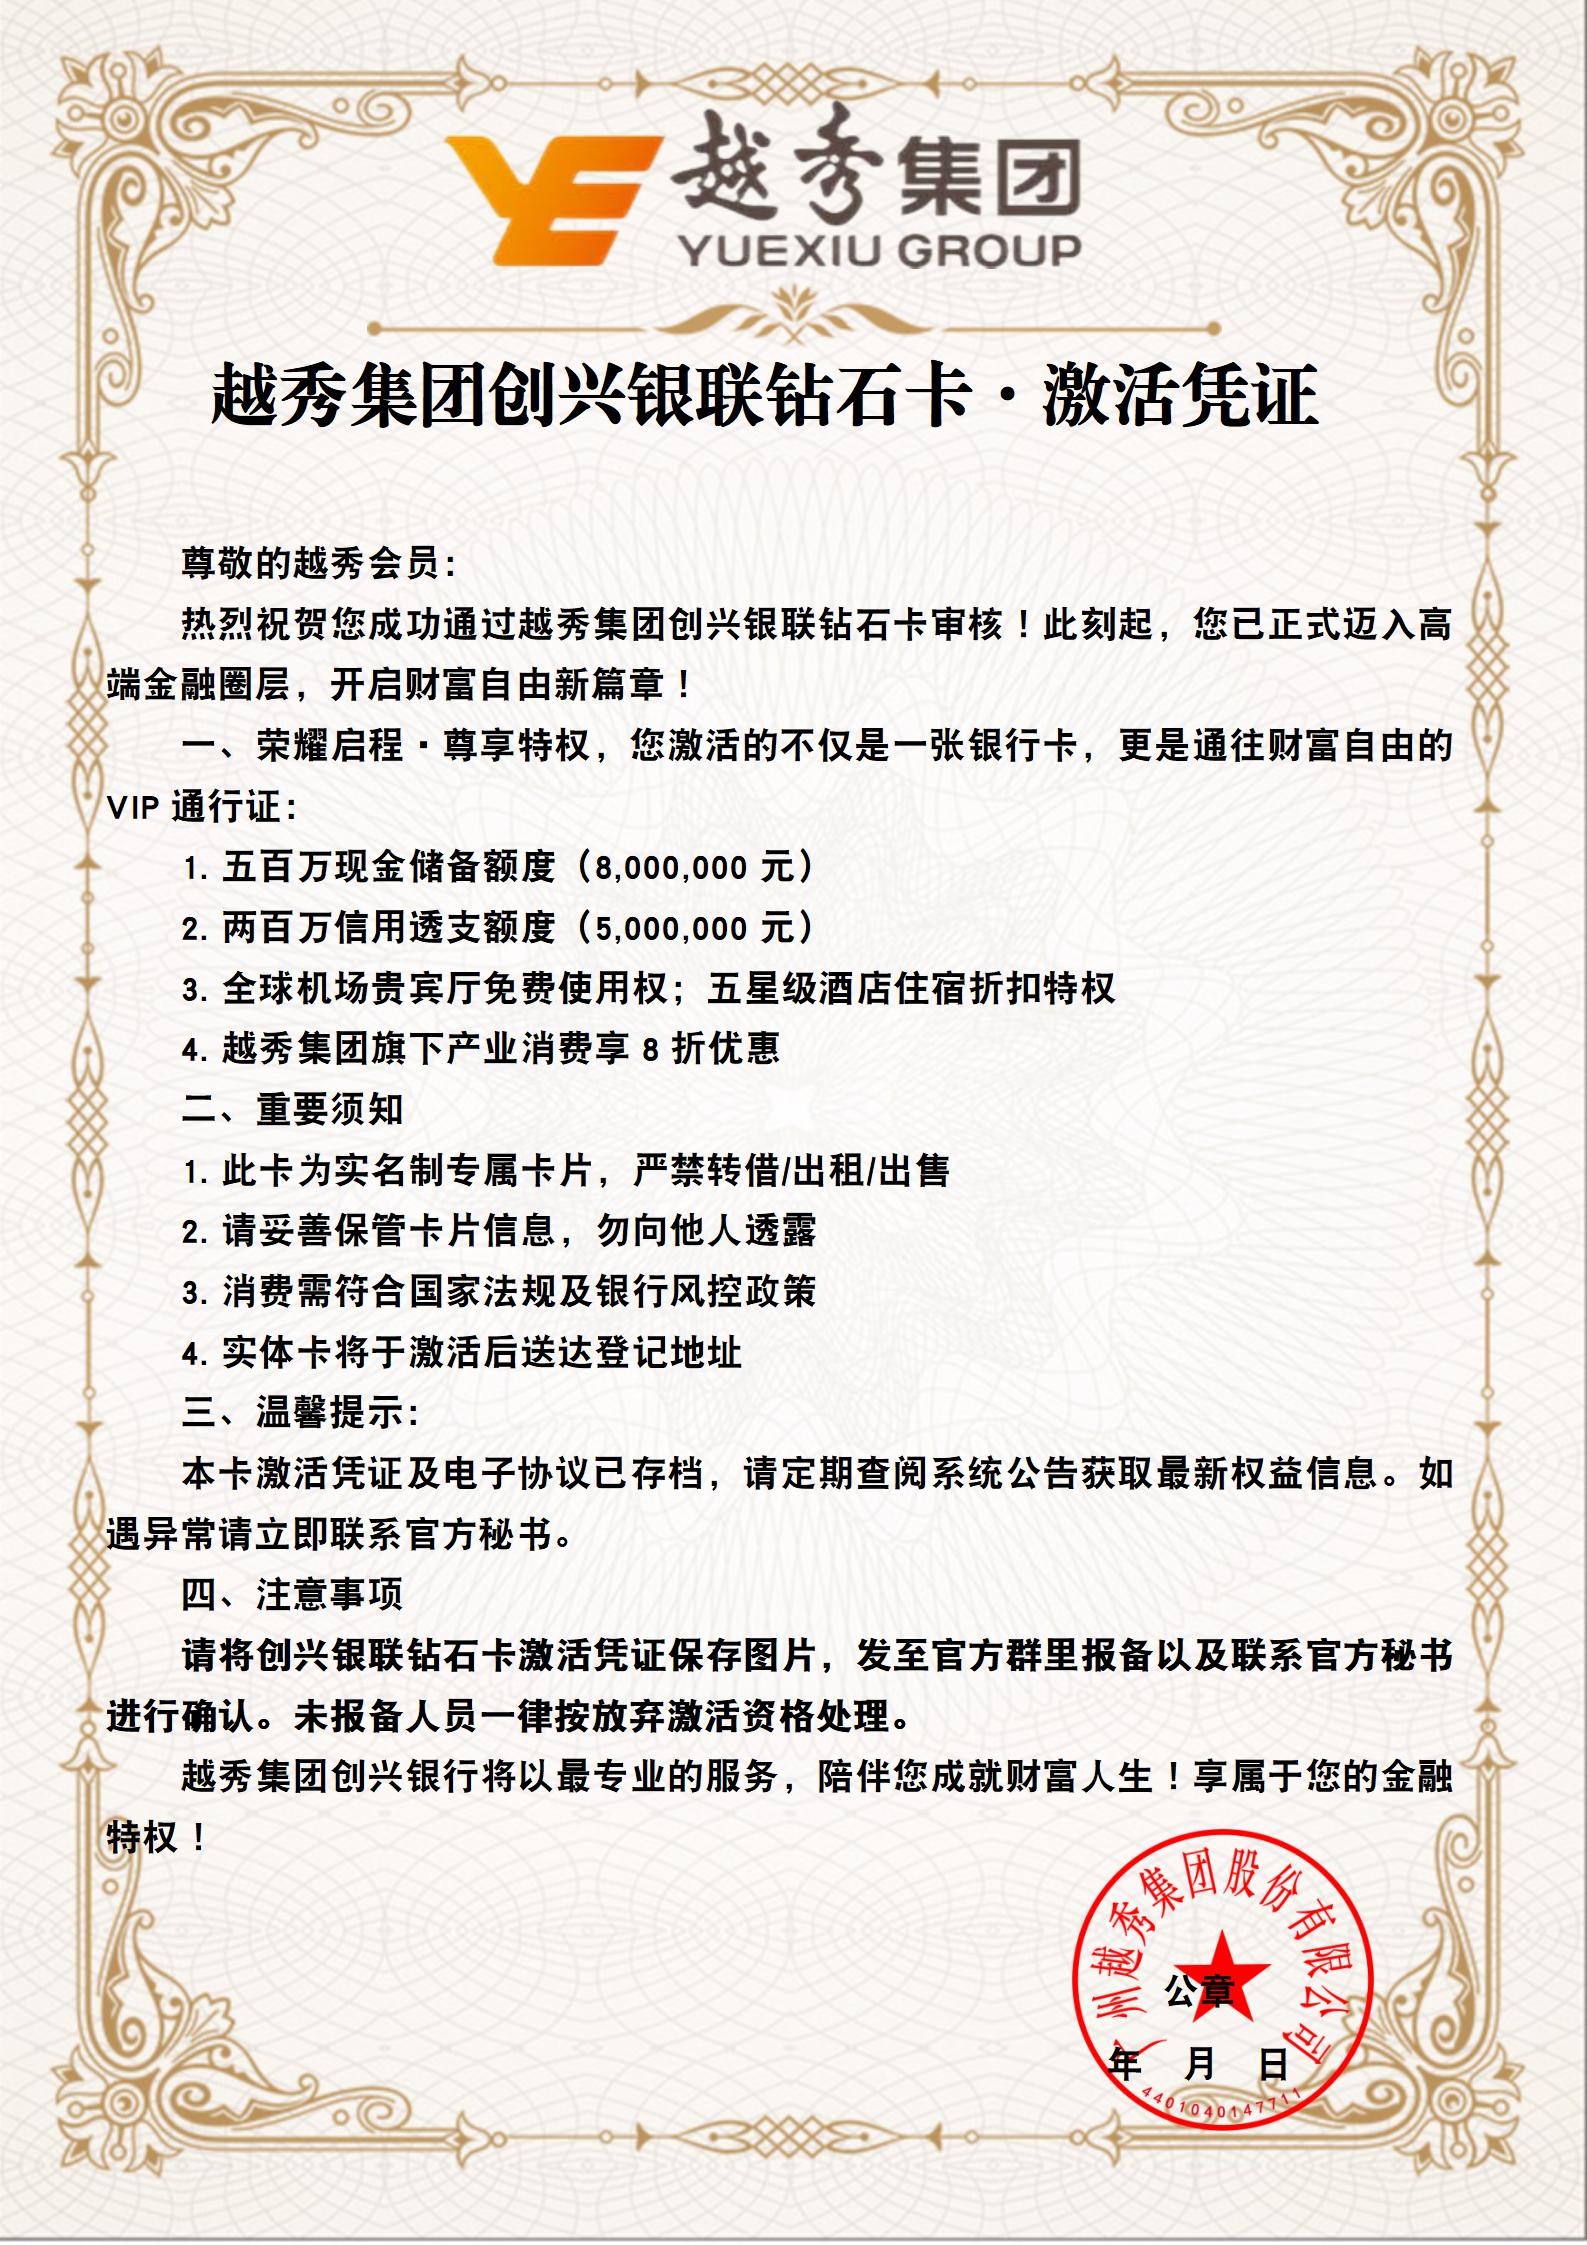 越秀集团
YUEXIU GROUP
越秀集团创兴银联钻石卡·激活凭证
尊敬的越秀会员：
热烈祝贺您成功通过越秀集团创兴银联钻石卡审核！此刻起，您已正式迈入高
端金融圈层，开启财富自由新篇章！
一、荣耀启程·尊享特权，您激活的不仅是一张银行卡，更是通往财富自由的
VIP 通行证：
1. 五百万现金储备额度（8,000,000 元）
2. 两百万信用透支额度（5,000,000 元）
3. 全球机场贵宾厅免费使用权；五星级酒店住宿折扣特权
4. 越秀集团旗下产业消费享 8 折优惠
二、重要须知
1. 此卡为实名制专属卡片，严禁转借/出租/出售
2. 请妥善保管卡片信息，勿向他人透露
3. 消费需符合国家法规及银行风控政策
4. 实体卡将于激活后送达登记地址
三、温馨提示：
本卡激活凭证及电子协议已存档，请定期查阅系统公告获取最新权益信息。如
遇异常请立即联系官方秘书。
四、注意事项
请将创兴银联钻石卡激活凭证保存图片，发至官方群里报备以及联系官方秘书
进行确认。未报备人员一律按放弃激活资格处理。
越秀集团创兴银行将以最专业的服务，陪伴您成就财富人生！享属于您的金融
特权！
广州越秀集团股份有限公司
公章
年 月 日
4401040147711